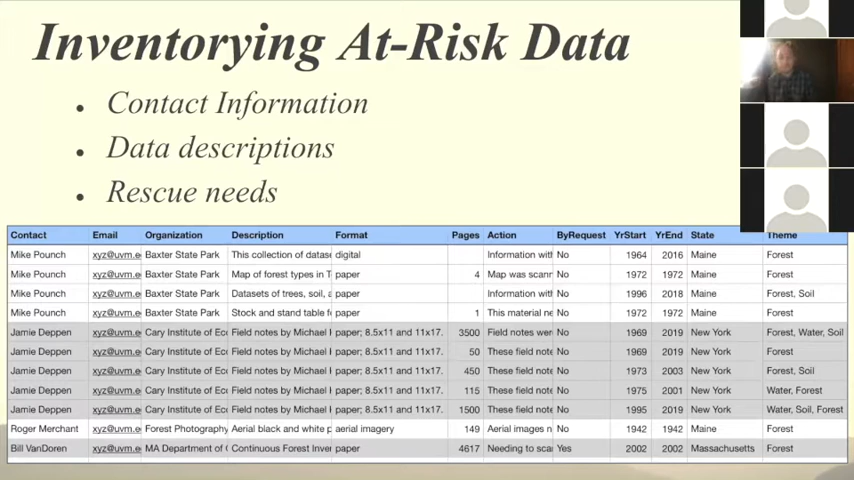 Inventorying At-Risk Data
• Contact Information
• Data descriptions
• Rescue needs
Contact Email Organization Description Format Pages Action ByRequest YrStart YrEnd State Theme
Mike Pounch xyz@uvm.e Baxter State Park This collection of datase digital Information with No 1964 2016 Maine Forest
Mike Pounch xyz@uvm.e Baxter State Park Map of forest types in T paper 4 Map was scann No 1972 1972 Maine Forest
Mike Pounch xyz@uvm.e Baxter State Park Datasets of trees, soil, a paper Information with No 1996 2018 Maine Forest, Soil
Mike Pounch xyz@uvm.e Baxter State Park Stock and stand table f paper 1 This material ne No 1972 1972 Maine Forest
Jamie Deppen xyz@uvm.e Cary Institute of Ecc Field notes by Michael paper; 8.5x11 and 11x17. 3500 Field notes were No 1969 2019 New York Forest, Water, Soil
Jamie Deppen xyz@uvm.e Cary Institute of Ecc Field notes by Michael paper; 8.5x11 and 11x17. 50 These field note No 1969 2019 New York Forest
Jamie Deppen xyz@uvm.e Cary Institute of Ecc Field notes by Michael paper; 8.5x11 and 11x17. 450 These field note No 1973 2003 New York Forest, Soil
Jamie Deppen xyz@uvm.e Cary Institute of Ecc Field notes by Michael paper; 8.5x11 and 11x17. 115 These field note No 1975 2001 New York Water, Forest
Jamie Deppen xyz@uvm.e Cary Institute of Ecc Field notes by Michael paper; 8.5x11 and 11x17. 1500 These field note No 1995 2019 New York Water, Soil, Forest
Roger Merchant xyz@uvm.e Forest Photography Aerial black and white p aerial imagery 149 Aerial images n No 1942 1942 Maine Forest
Bill VanDoren xyz@uvm.e MA Department of Continuous Forest Inver paper 4617 Needing to sca Yes 2002 2002 Massachusetts Forest